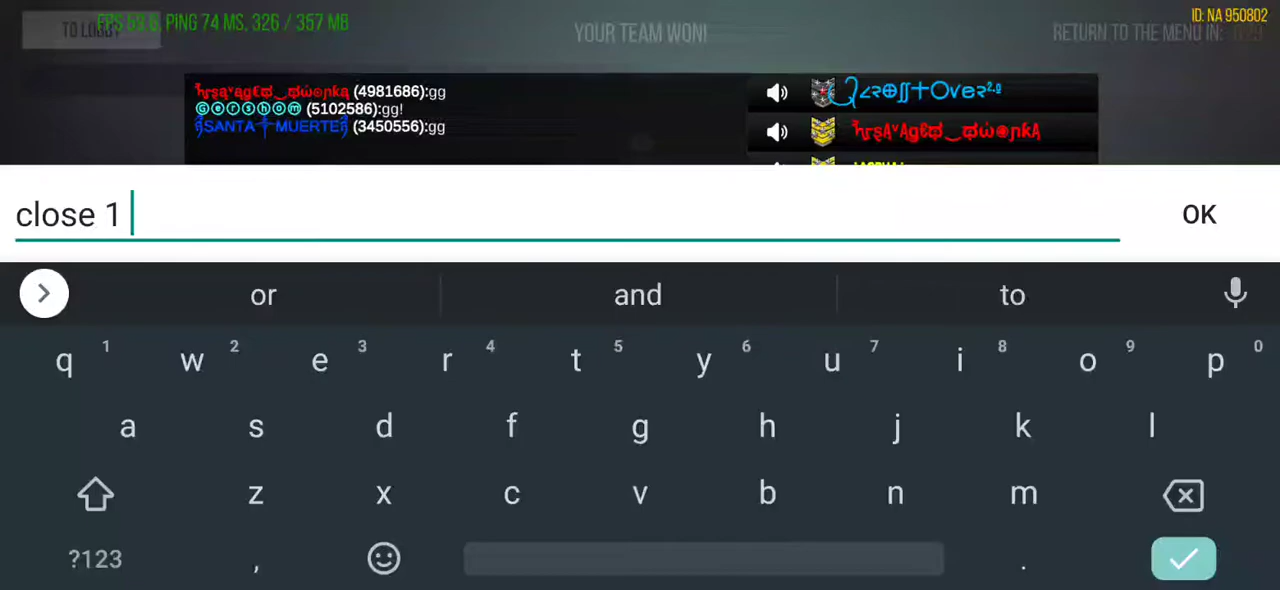 FPS 59.6, PING 74 MS, 326 / 357 MB
TO LOBBY
YOUR TEAM WON!
ID: NA 950802
RETURN TO THE MENU IN:
(4981686):gg
Ⓖⓔⓡⓢⓗⓞⓜ (5102586):gg!
SANTA MUERTE (3450556):gg
close 1
OK
or and to
q 1 w 2 e 3 r 4 t 5 y 6 u 7 i 8 o 9 p 0
a s d f g h j k l
z x c v b n m
?123 , .